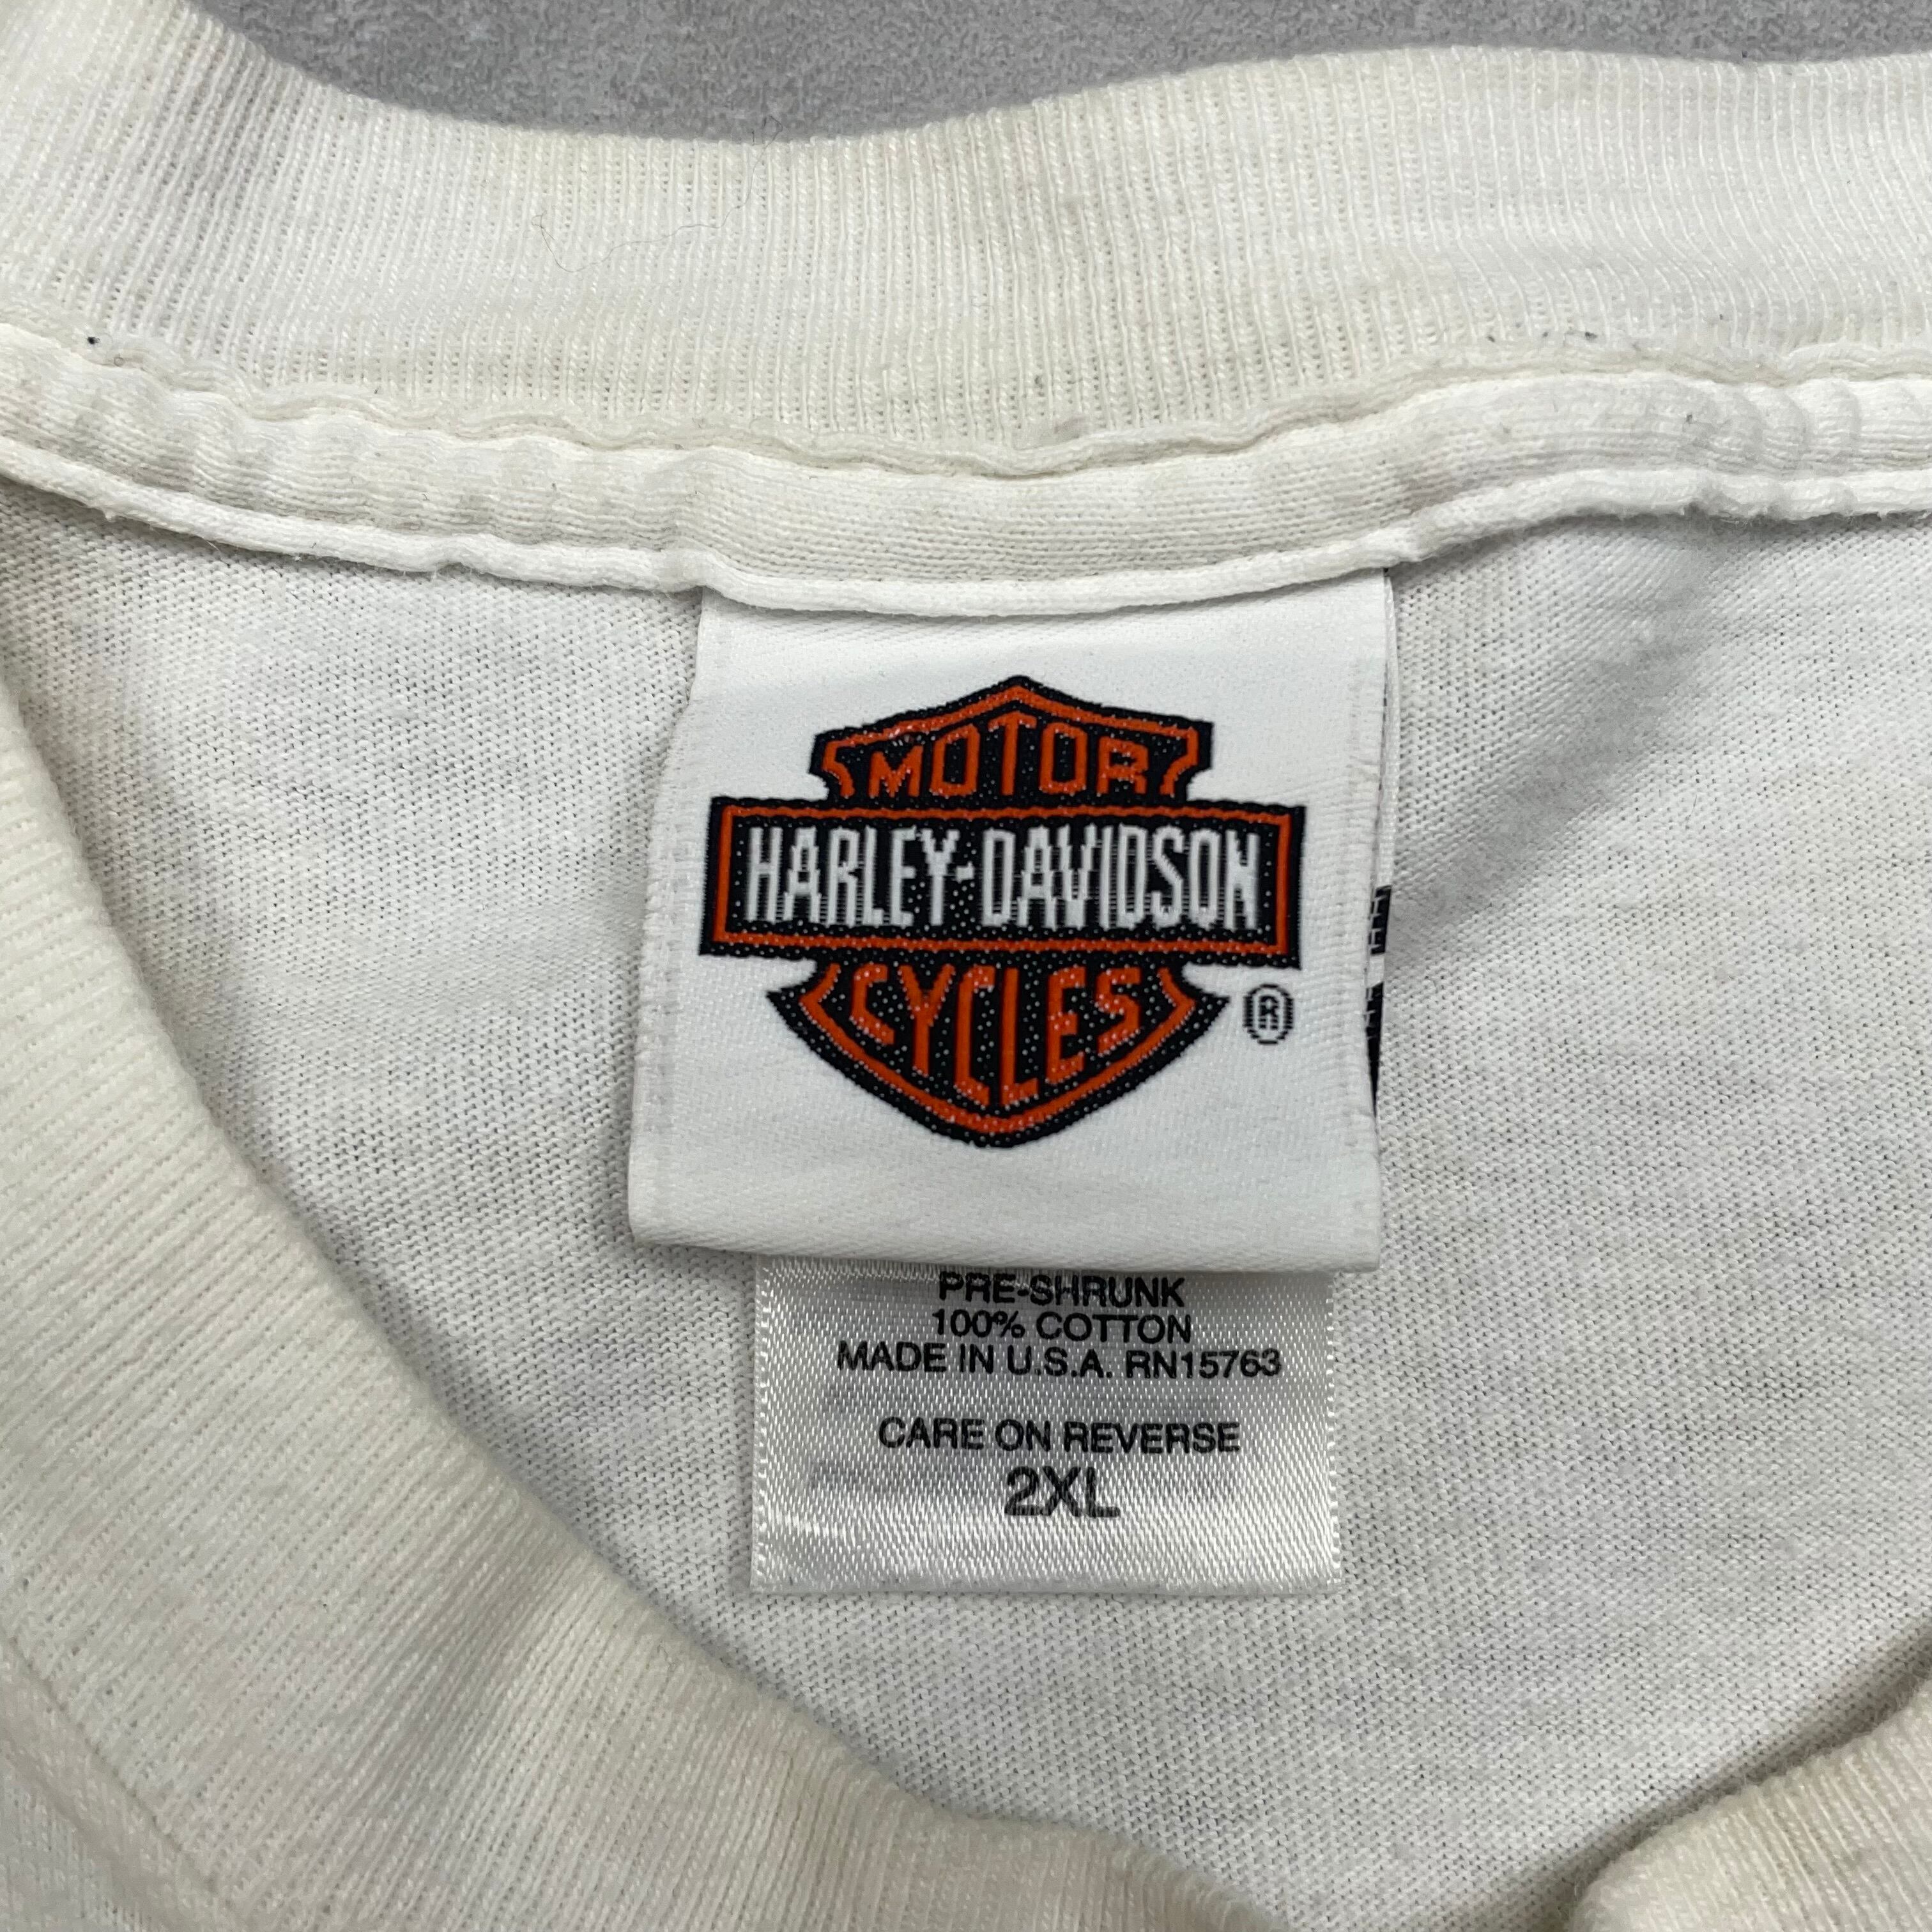 MOTOR
HARLEY-DAVIDSON
CYCLES
®
PRE-SHRUNK
100% COTTON
MADE IN U.S.A. RN15763
CARE ON REVERSE
2XL